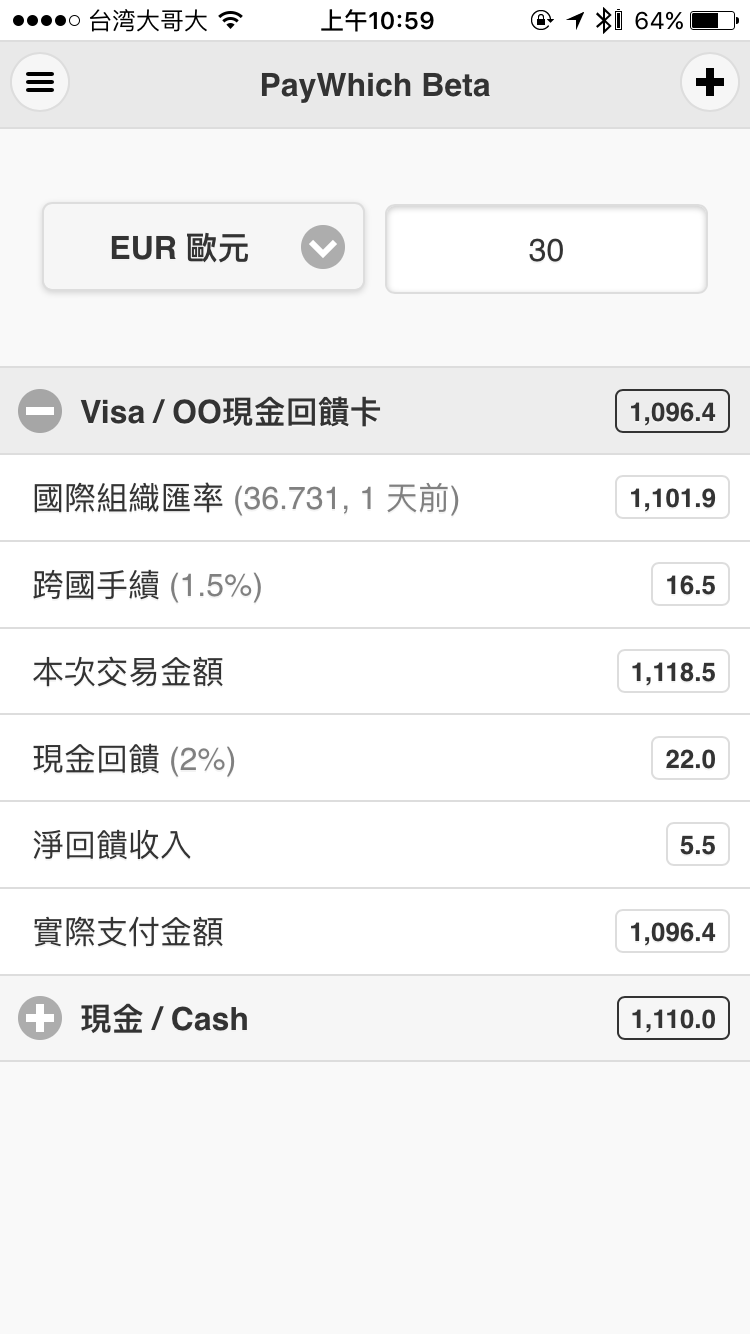 台湾大哥大 上午10:59 64%
PayWhich Beta
EUR 歐元 30
Visa / OO現金回饋卡 1,096.4
國際組織匯率 (36.731, 1 天前) 1,101.9
跨國手續 (1.5%) 16.5
本次交易金額 1,118.5
現金回饋 (2%) 22.0
淨回饋收入 5.5
實際支付金額 1,096.4
現金 / Cash 1,110.0